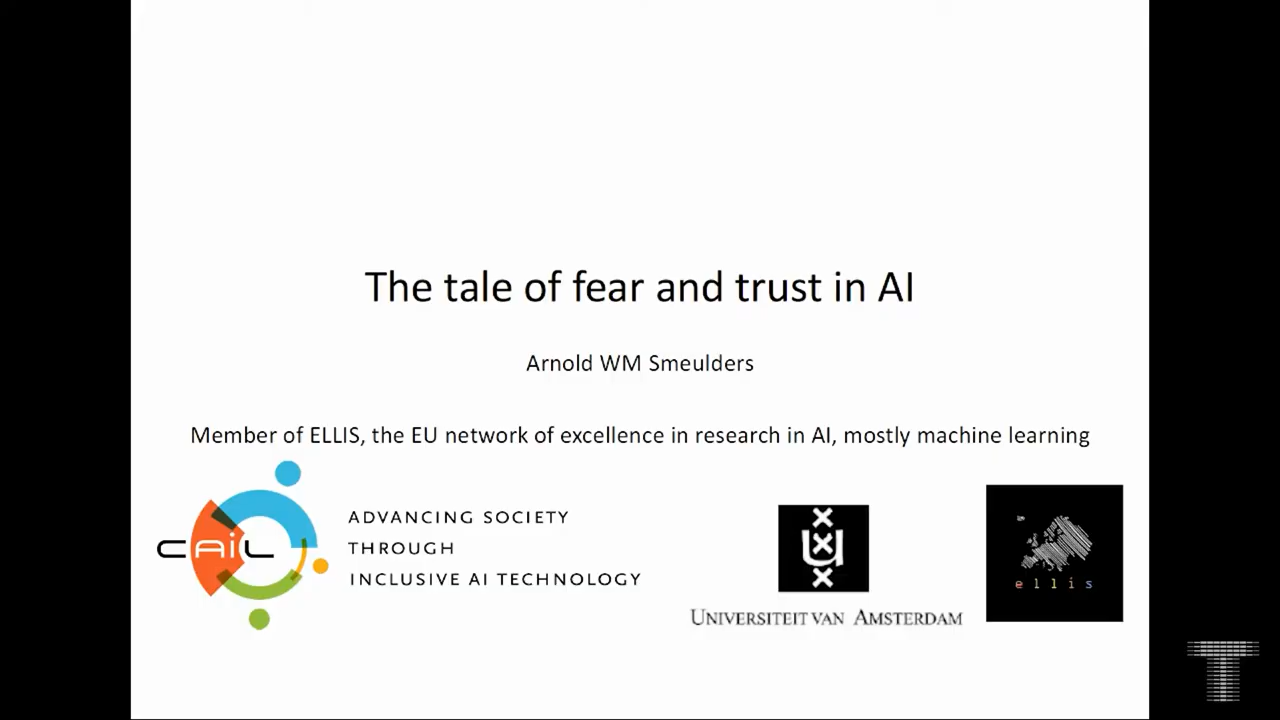 The tale of fear and trust in AI
Arnold WM Smeulders
Member of ELLIS, the EU network of excellence in research in AI, mostly machine learning
CAiL
ADVANCING SOCIETY
THROUGH
INCLUSIVE AI TECHNOLOGY
UNIVERSITEIT VAN AMSTERDAM
ellis